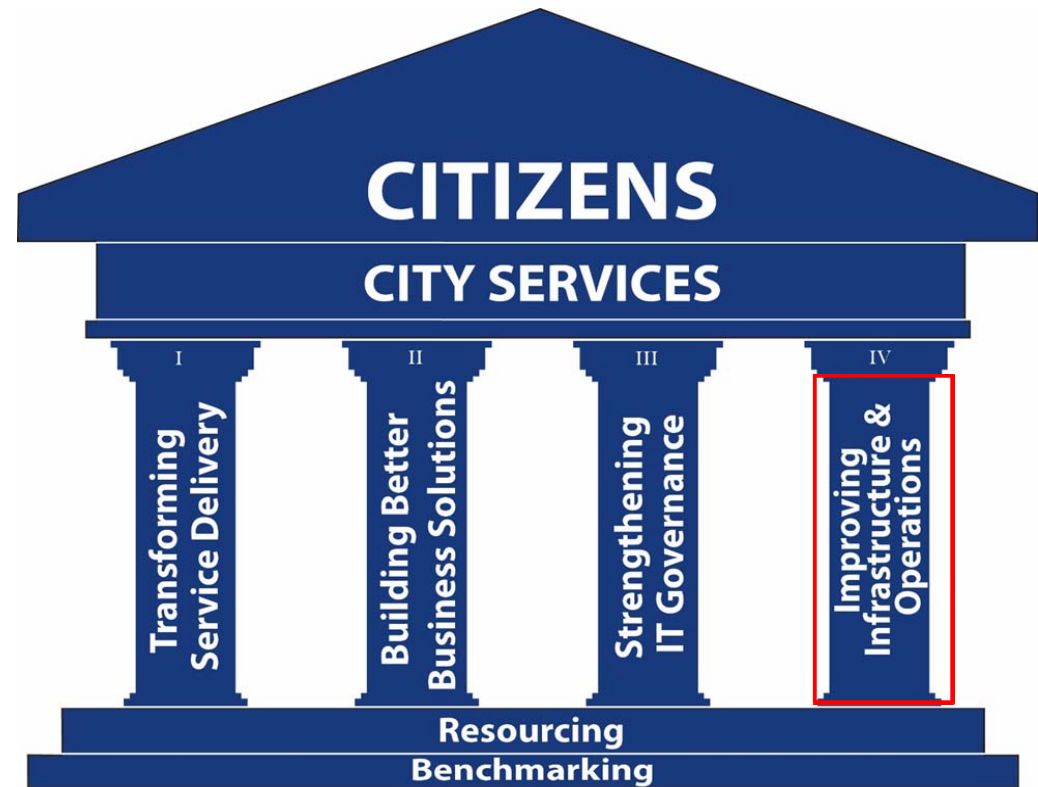 CITIZENS
CITY SERVICES
I
Transforming
Service Delivery
II
Building Better
Business Solutions
III
Strengthening
IT Governance
IV
Improving
Infrastructure &
Operations
Resourcing
Benchmarking